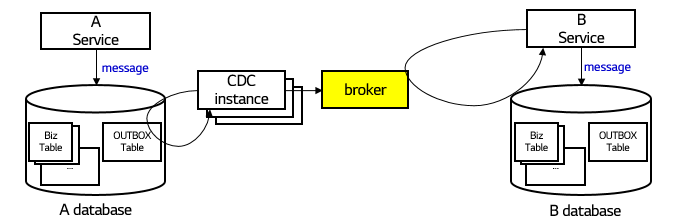 A
Service
message
CDC
instance
broker
B
Service
message
Biz
Table
...
OUTBOX
Table
A database
Biz
Table
...
OUTBOX
Table
B database